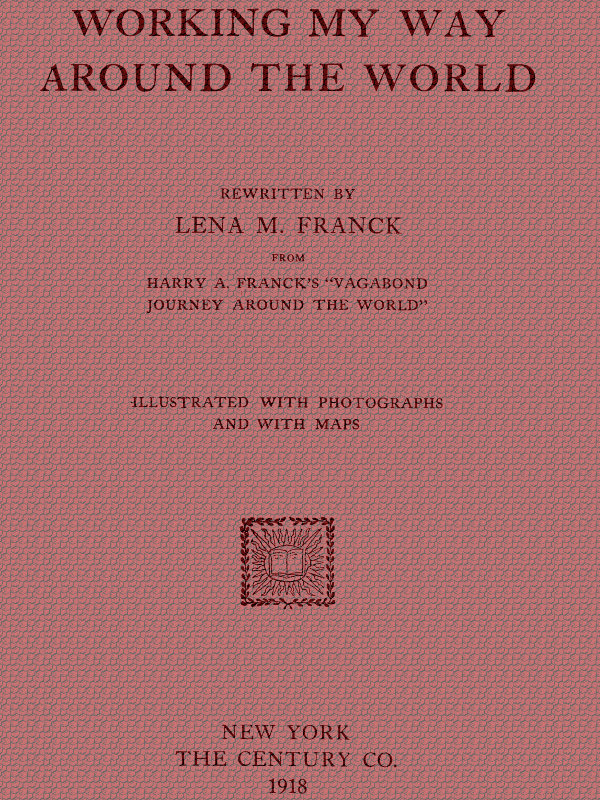 WORKING MY WAY
AROUND THE WORLD
REWRITTEN BY
LENA M. FRANCK
FROM
HARRY A. FRANCK'S "VAGABOND
JOURNEY AROUND THE WORLD"
ILLUSTRATED WITH PHOTOGRAPHS
AND WITH MAPS
NEW YORK
THE CENTURY CO.
1918